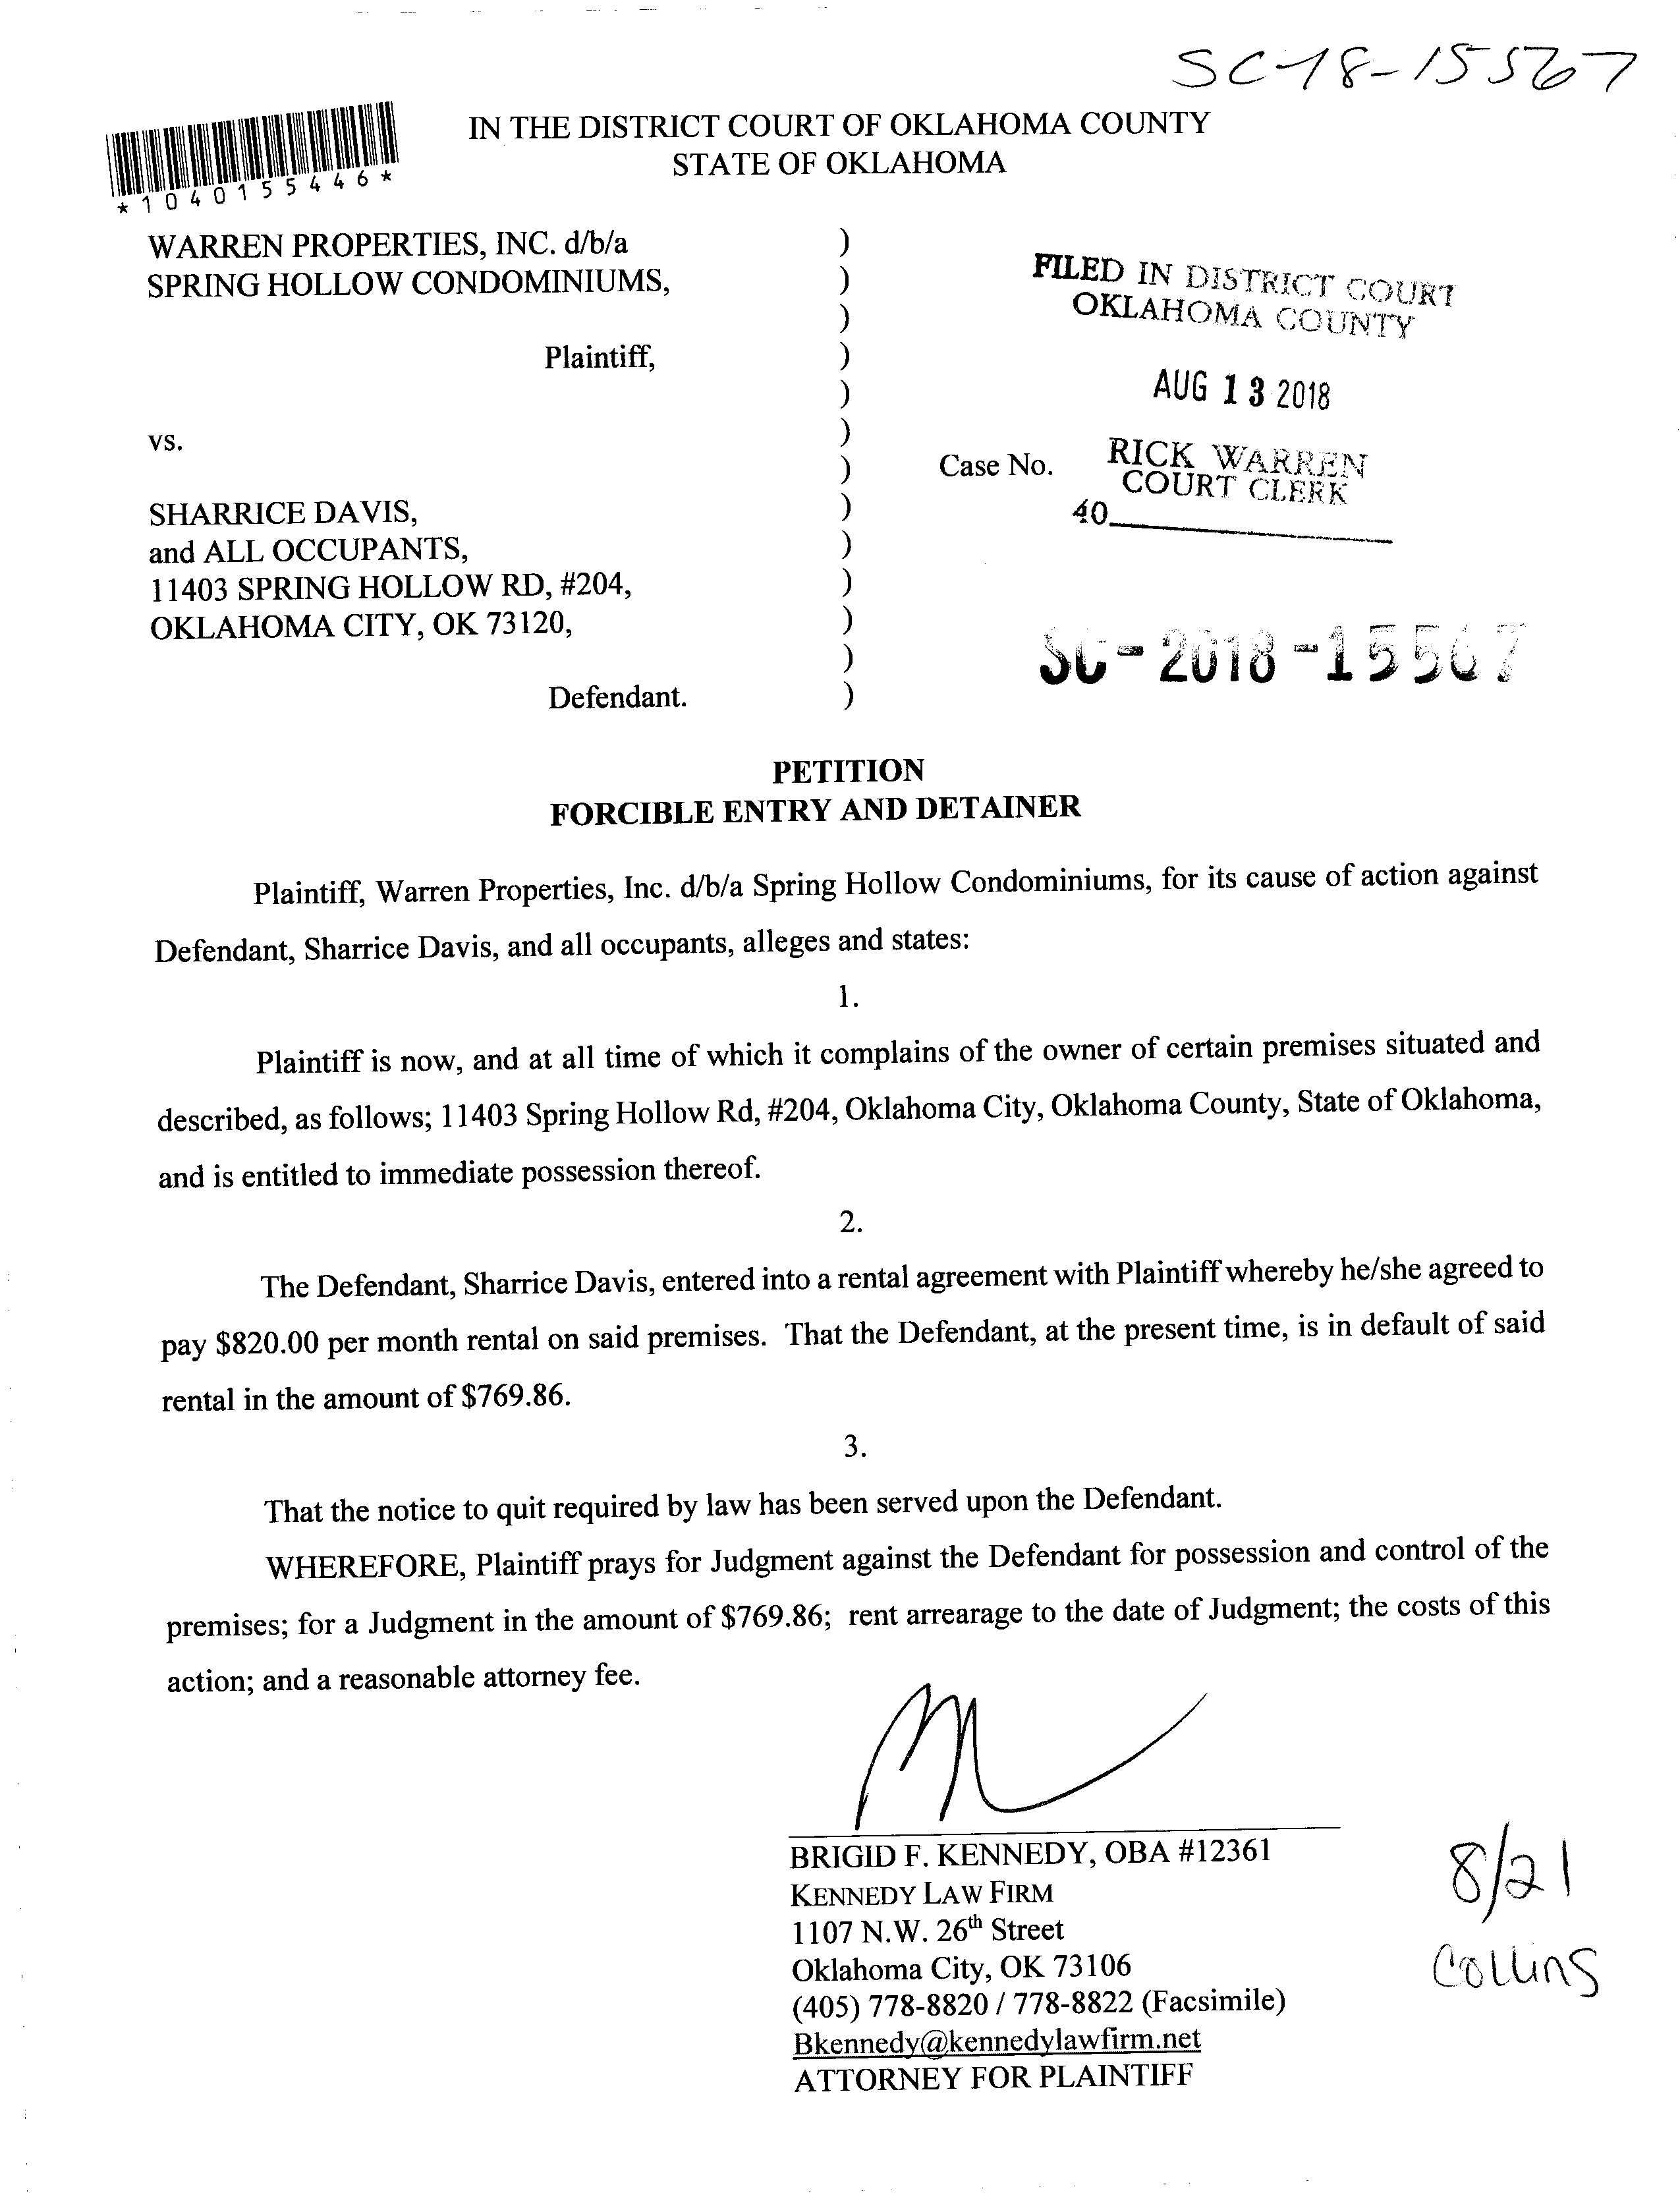 SC-18-15567
IN THE DISTRICT COURT OF OKLAHOMA COUNTY
STATE OF OKLAHOMA
*1040155446*
WARREN PROPERTIES, INC. d/b/a )
SPRING HOLLOW CONDOMINIUMS, )
)
Plaintiff, )
)
vs. )
)
SHARRICE DAVIS, )
and ALL OCCUPANTS, )
11403 SPRING HOLLOW RD, #204, )
OKLAHOMA CITY, OK 73120, )
)
Defendant. )
FILED IN DISTRICT COURT
OKLAHOMA COUNTY
AUG 13 2018
Case No.
RICK WARREN
COURT CLERK
40
SC-2018-15567
PETITION
FORCIBLE ENTRY AND DETAINER
Plaintiff, Warren Properties, Inc. d/b/a Spring Hollow Condominiums, for its cause of action against
Defendant, Sharrice Davis, and all occupants, alleges and states:
1.
Plaintiff is now, and at all time of which it complains of the owner of certain premises situated and
described, as follows; 11403 Spring Hollow Rd, #204, Oklahoma City, Oklahoma County, State of Oklahoma,
and is entitled to immediate possession thereof.
2.
The Defendant, Sharrice Davis, entered into a rental agreement with Plaintiff whereby he/she agreed to
pay $820.00 per month rental on said premises. That the Defendant, at the present time, is in default of said
rental in the amount of $769.86.
3.
That the notice to quit required by law has been served upon the Defendant.
WHEREFORE, Plaintiff prays for Judgment against the Defendant for possession and control of the
premises; for a Judgment in the amount of $769.86; rent arrearage to the date of Judgment; the costs of this
action; and a reasonable attorney fee.
BRIGID F. KENNEDY, OBA #12361
KENNEDY LAW FIRM
1107 N.W. 26th Street
Oklahoma City, OK 73106
(405) 778-8820 / 778-8822 (Facsimile)
Bkennedy@kennedylawfirm.net
ATTORNEY FOR PLAINTIFF
8/21
Collins